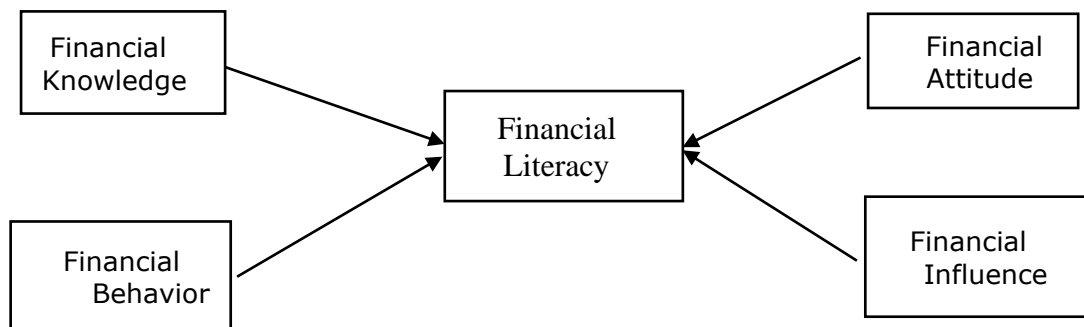 Financial
Knowledge
Financial
Attitude
Financial
Literacy
Financial
Behavior
Financial
Influence